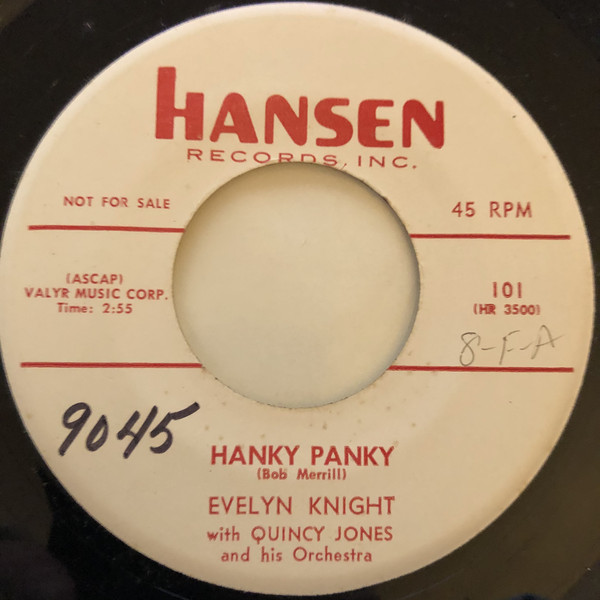 HANSEN
RECORDS, INC.
NOT FOR SALE
45 RPM
(ASCAP)
VALYR MUSIC CORP.
Time: 2:55
101
(HR 3500)
8-F-A
9045
HANKY PANKY
(Bob Merrill)
EVELYN KNIGHT
with QUINCY JONES
and his Orchestra